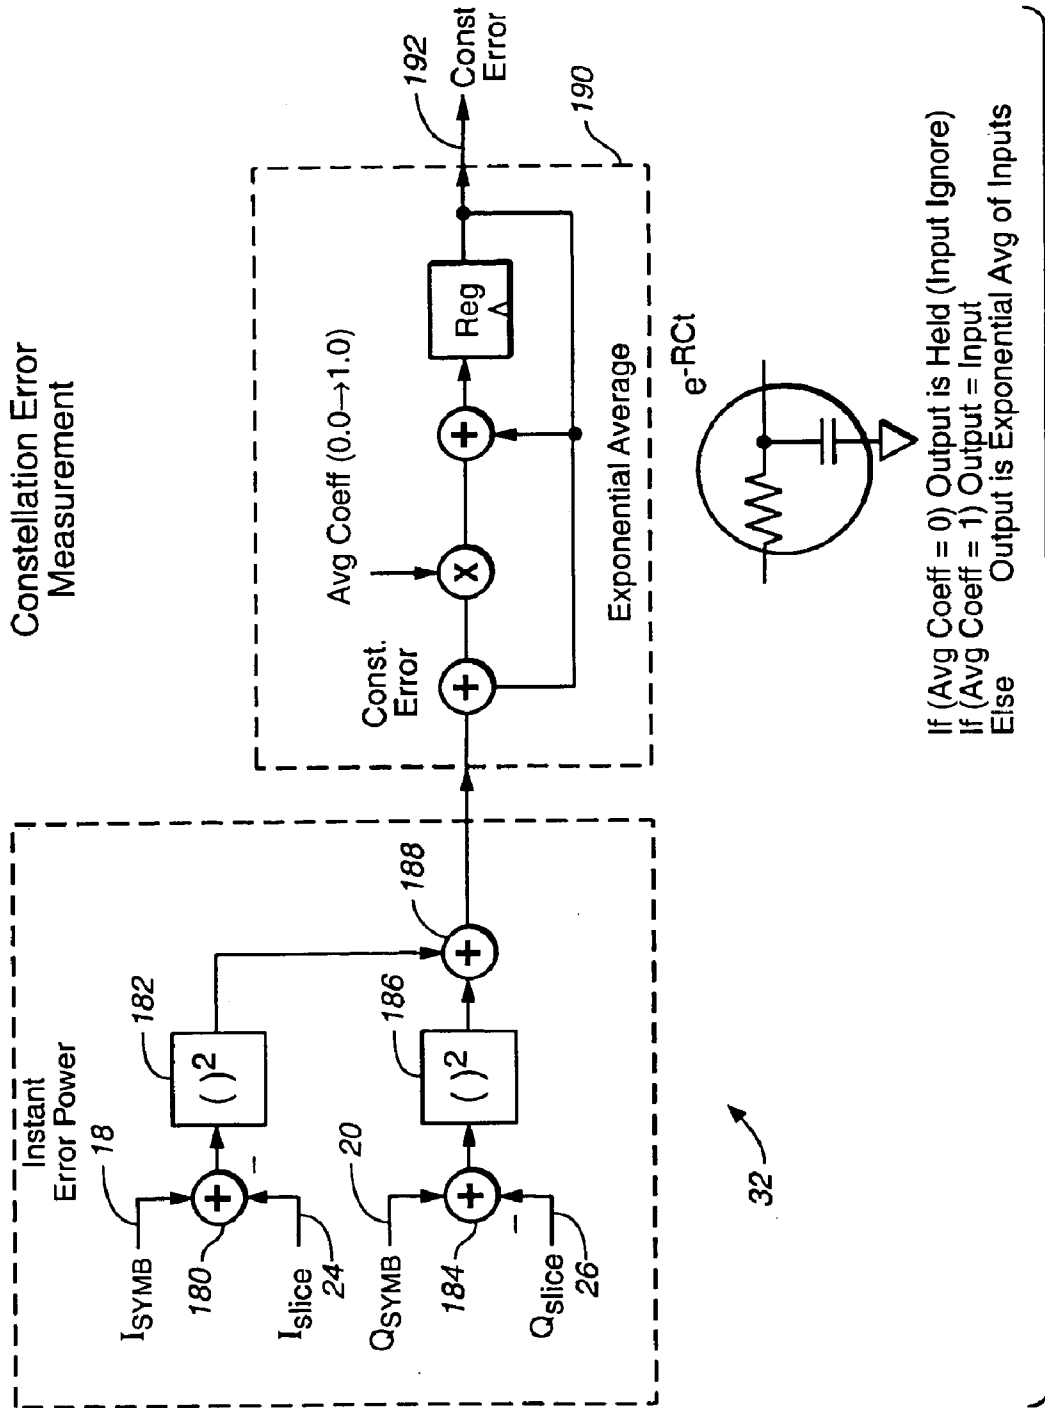 Constellation Error
Measurement
Instant
Error Power
ISYMB
18
180
Islice
24
182
( )2
QSYMB
20
184
Qslice
26
186
( )2
188
+
+
+
−
−
Const.
Error
+
Avg Coeff (0.0→1.0)
X
+
Reg
192
Const
Error
190
Exponential Average
e-RCt
32
If (Avg Coeff = 0) Output is Held (Input Ignore)
If (Avg Coeff = 1) Output = Input
Else Output is Exponential Avg of Inputs